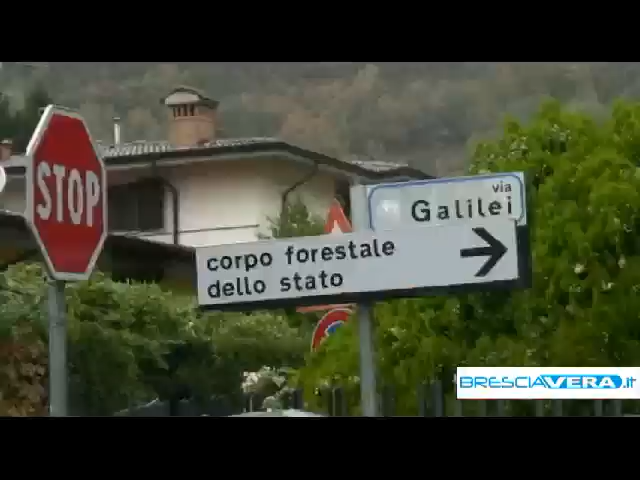 STOP
via
Galilei
corpo forestale
dello stato
BRESCIAVERA.it